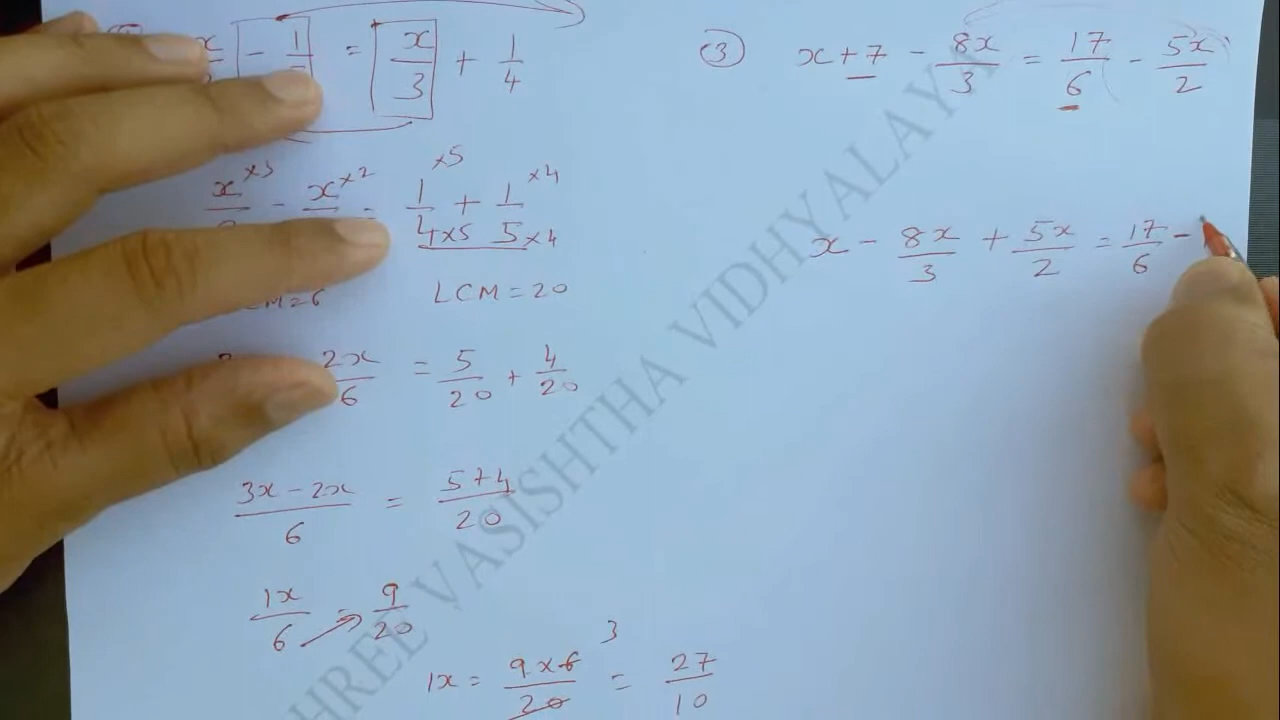 x - 1 = x/3 + 1/4
x ×3 - x ×2 = 1 ×5 / 4×5 + 1 ×4 / 5×4
LCM = 6 LCM = 20
2x/6 = 5/20 + 4/20
(3x - 2x)/6 = (5+4)/20
1x/6 = 9/20
1x = 9×6/20 3 = 27/10
(3) x + 7 - 8x/3 = 17/6 - 5x/2
x - 8x/3 + 5x/2 = 17/6 -
SHREE VASISHTHA VIDHYALAYA